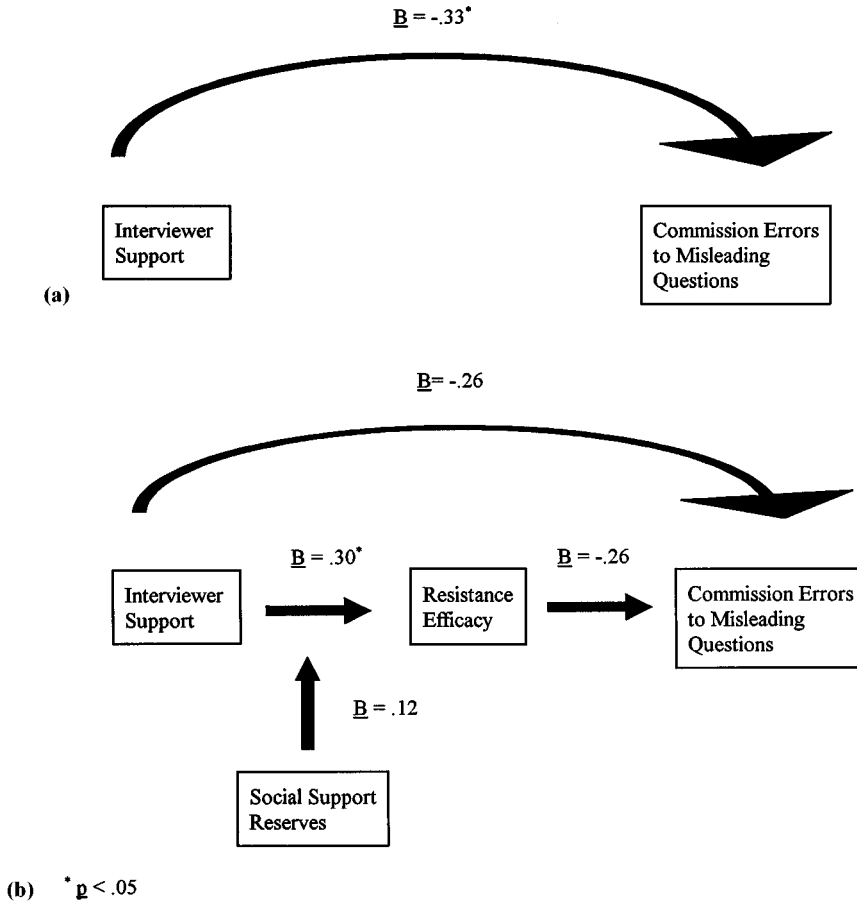 B = -.33*
Interviewer
Support
Commission Errors
to Misleading
Questions
(a)
B= -.26
B = .30*
B = -.26
Interviewer
Support
Resistance
Efficacy
Commission Errors
to Misleading
Questions
B = .12
Social Support
Reserves
(b) * p < .05